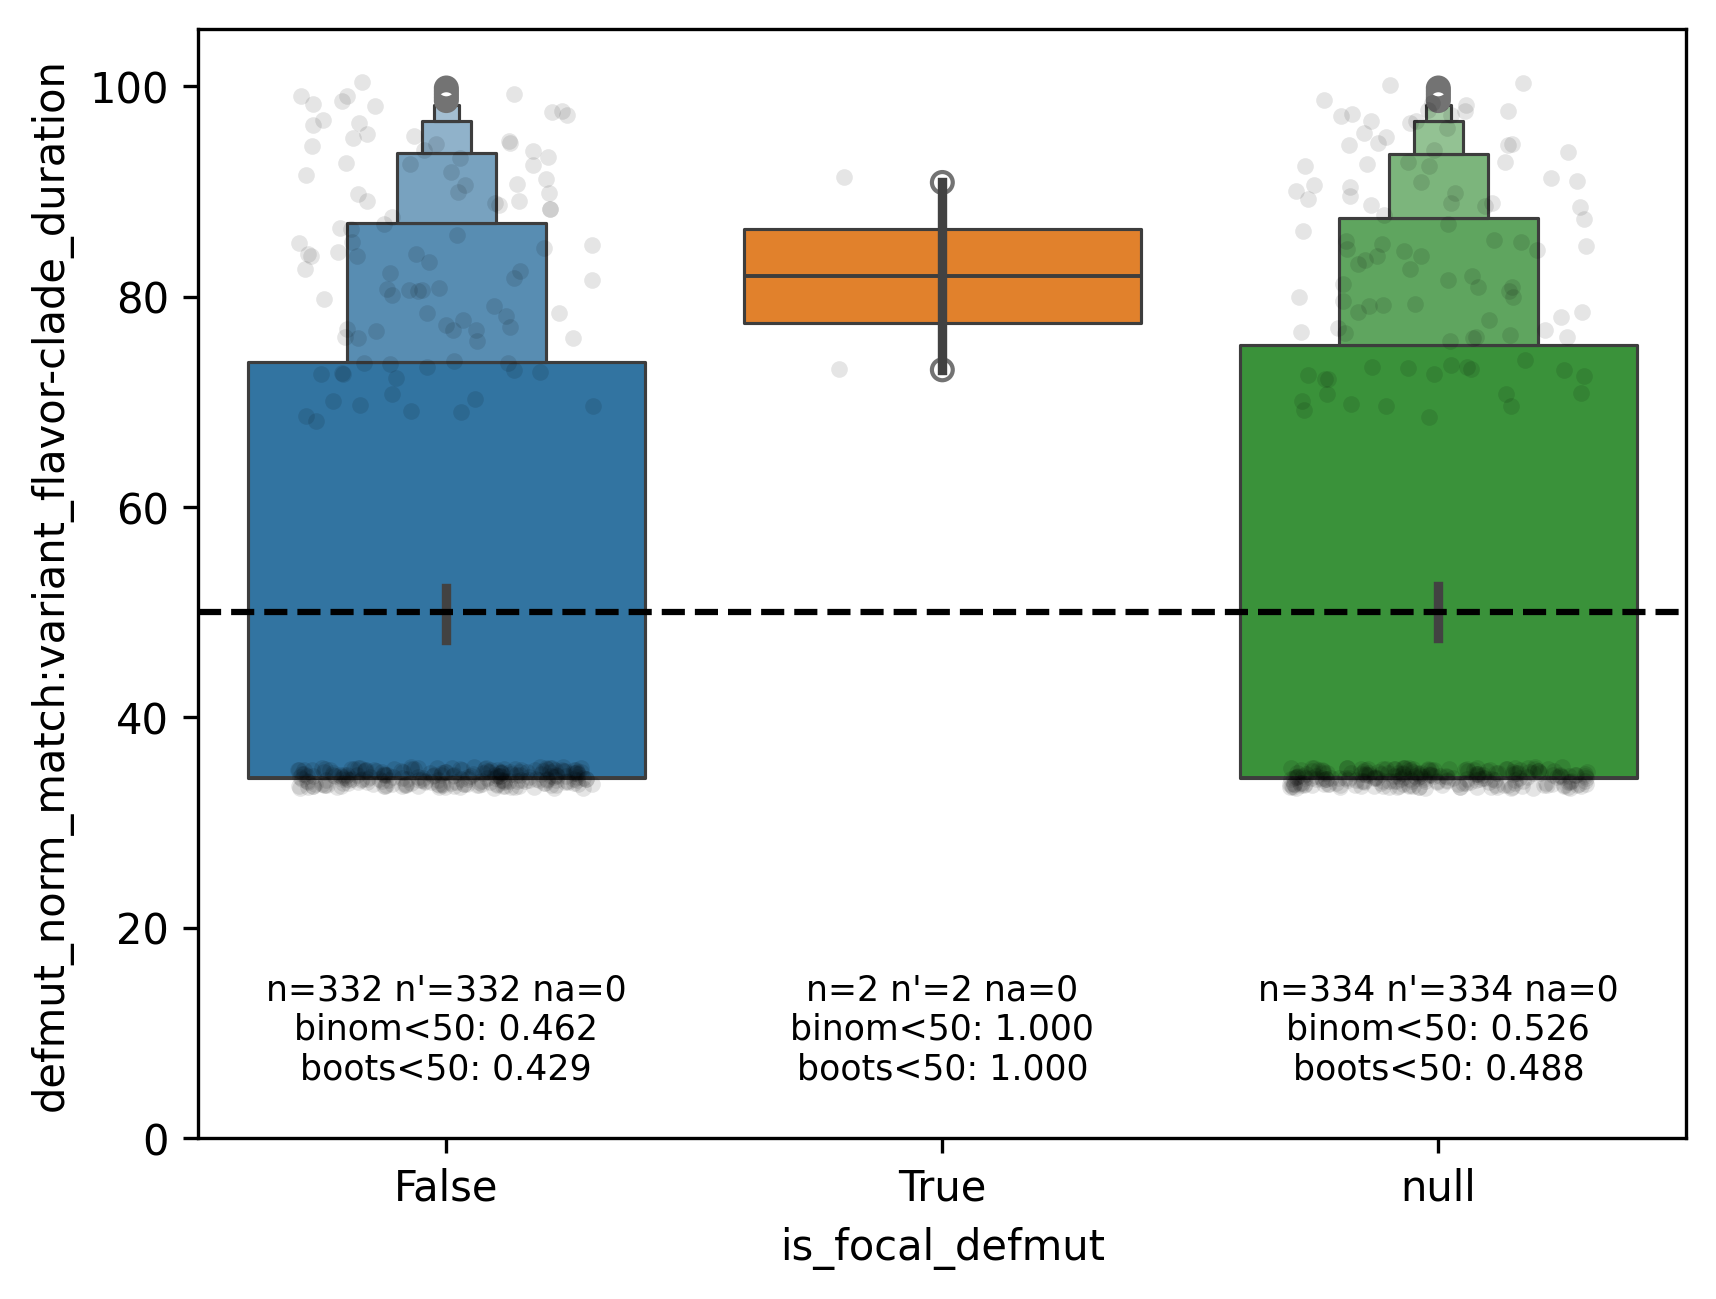 defmut_norm_match:variant_flavor-clade_duration
100
80
60
40
20
0
n=332 n'=332 na=0
binom<50: 0.462
boots<50: 0.429
n=2 n'=2 na=0
binom<50: 1.000
boots<50: 1.000
n=334 n'=334 na=0
binom<50: 0.526
boots<50: 0.488
False
True
null
is_focal_defmut